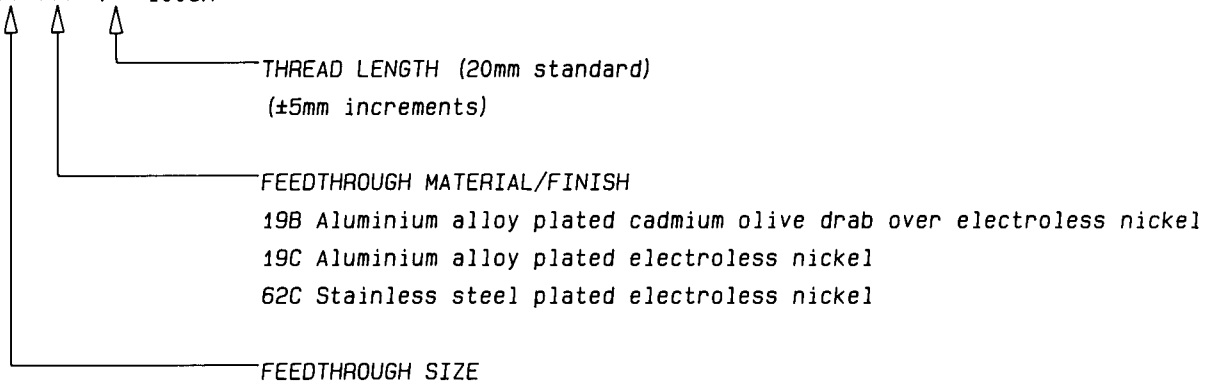 THREAD LENGTH (20mm standard)
(±5mm increments)
FEEDTHROUGH MATERIAL/FINISH
19B Aluminium alloy plated cadmium olive drab over electroless nickel
19C Aluminium alloy plated electroless nickel
62C Stainless steel plated electroless nickel
FEEDTHROUGH SIZE